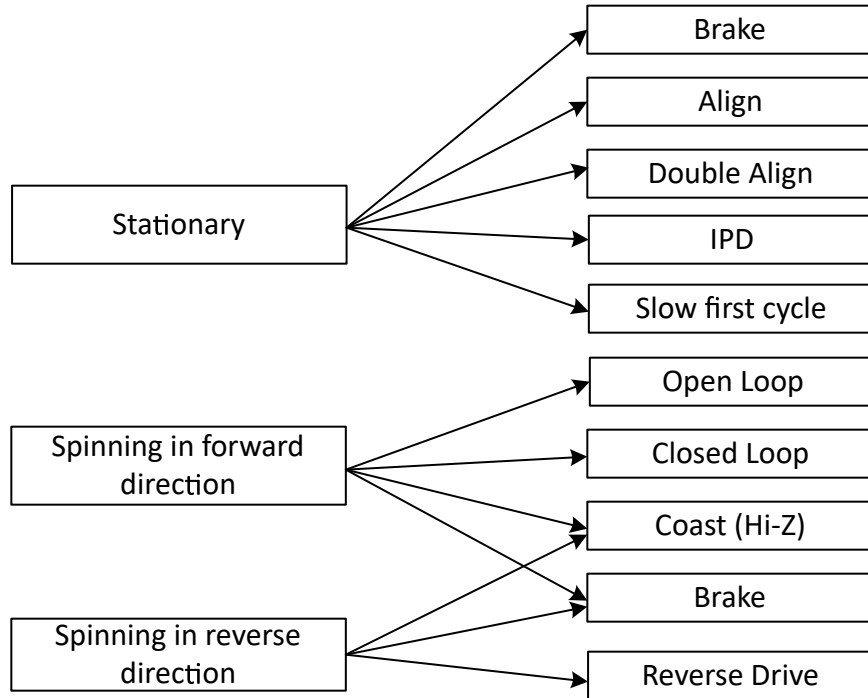 Brake
Align
Double Align
Stationary
IPD
Slow first cycle
Open Loop
Spinning in forward
direction
Closed Loop
Coast (Hi-Z)
Brake
Spinning in reverse
direction
Reverse Drive